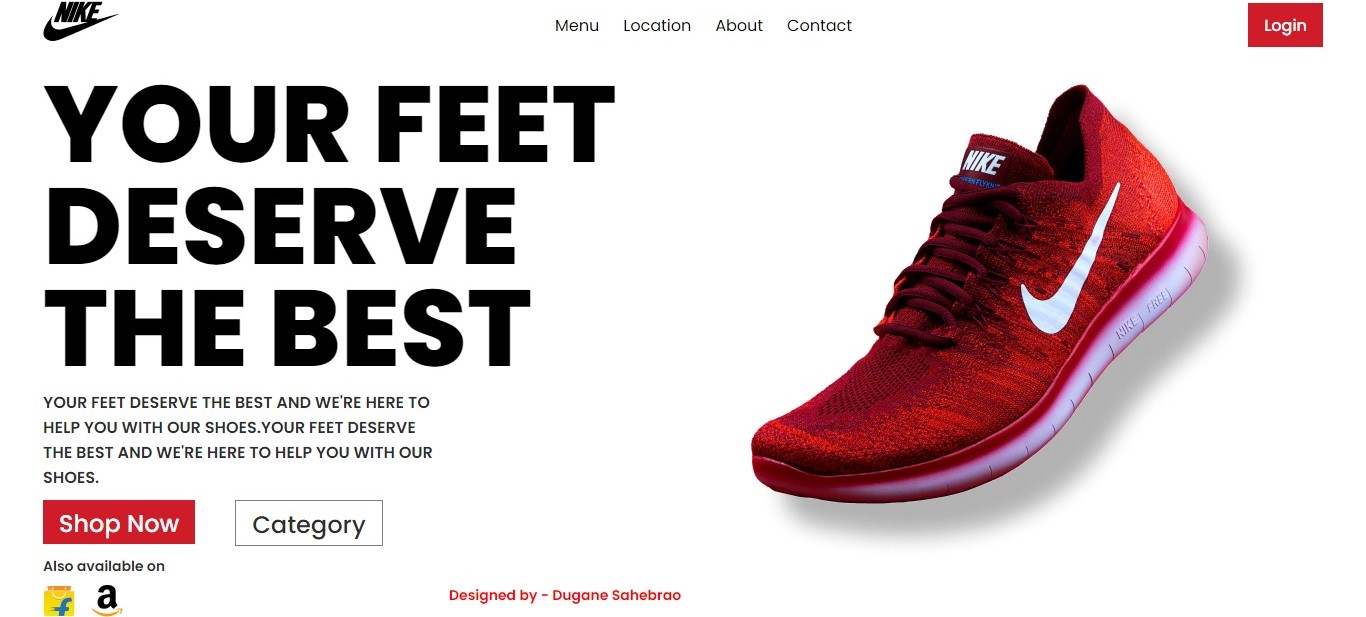 NIKE
Menu Location About Contact
Login
YOUR FEET
DESERVE
THE BEST
YOUR FEET DESERVE THE BEST AND WE'RE HERE TO
HELP YOU WITH OUR SHOES.YOUR FEET DESERVE
THE BEST AND WE'RE HERE TO HELP YOU WITH OUR
SHOES.
Shop Now
Category
Also available on
f
a
Designed by - Dugane Sahebrao
NIKE
NIKE FREE